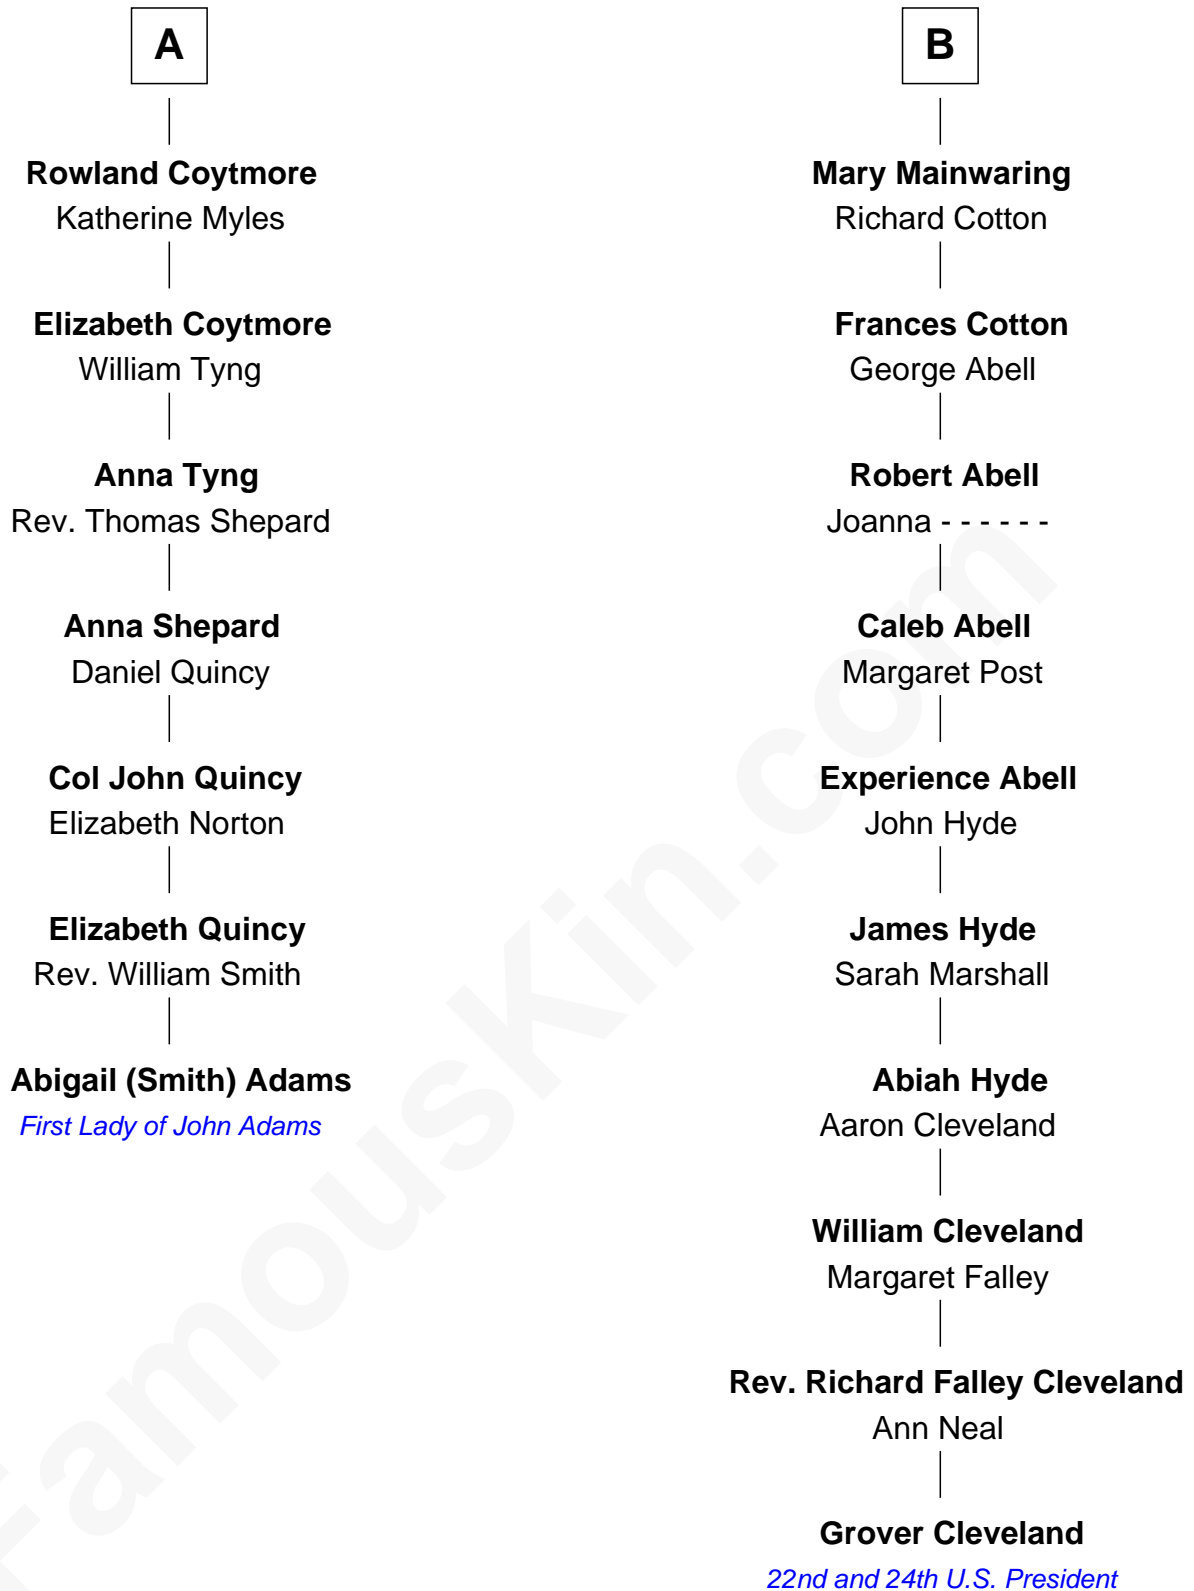 A
Rowland Coytmore
Katherine Myles
Elizabeth Coytmore
William Tyng
Anna Tyng
Rev. Thomas Shepard
Anna Shepard
Daniel Quincy
Col John Quincy
Elizabeth Norton
Elizabeth Quincy
Rev. William Smith
Abigail (Smith) Adams
First Lady of John Adams
B
Mary Mainwaring
Richard Cotton
Frances Cotton
George Abell
Robert Abell
Joanna - - - - - -
Caleb Abell
Margaret Post
Experience Abell
John Hyde
James Hyde
Sarah Marshall
Abiah Hyde
Aaron Cleveland
William Cleveland
Margaret Falley
Rev. Richard Falley Cleveland
Ann Neal
Grover Cleveland
22nd and 24th U.S. President
FamousKin.com